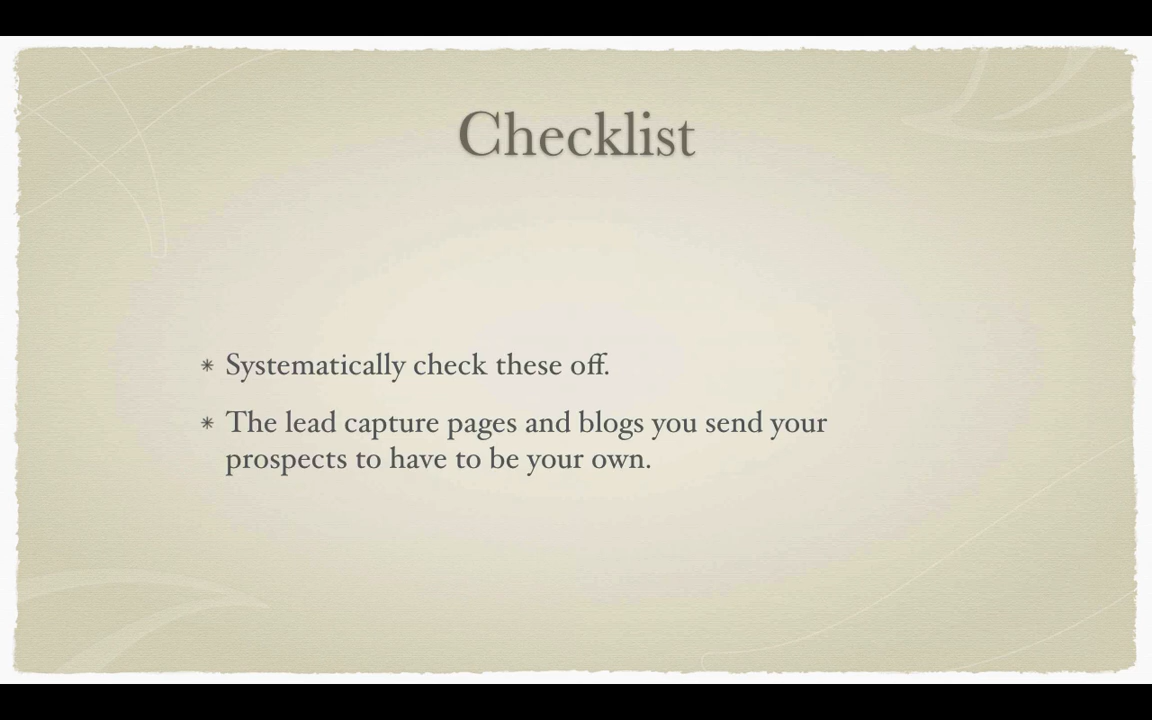 Checklist
* Systematically check these off.
* The lead capture pages and blogs you send your
prospects to have to be your own.